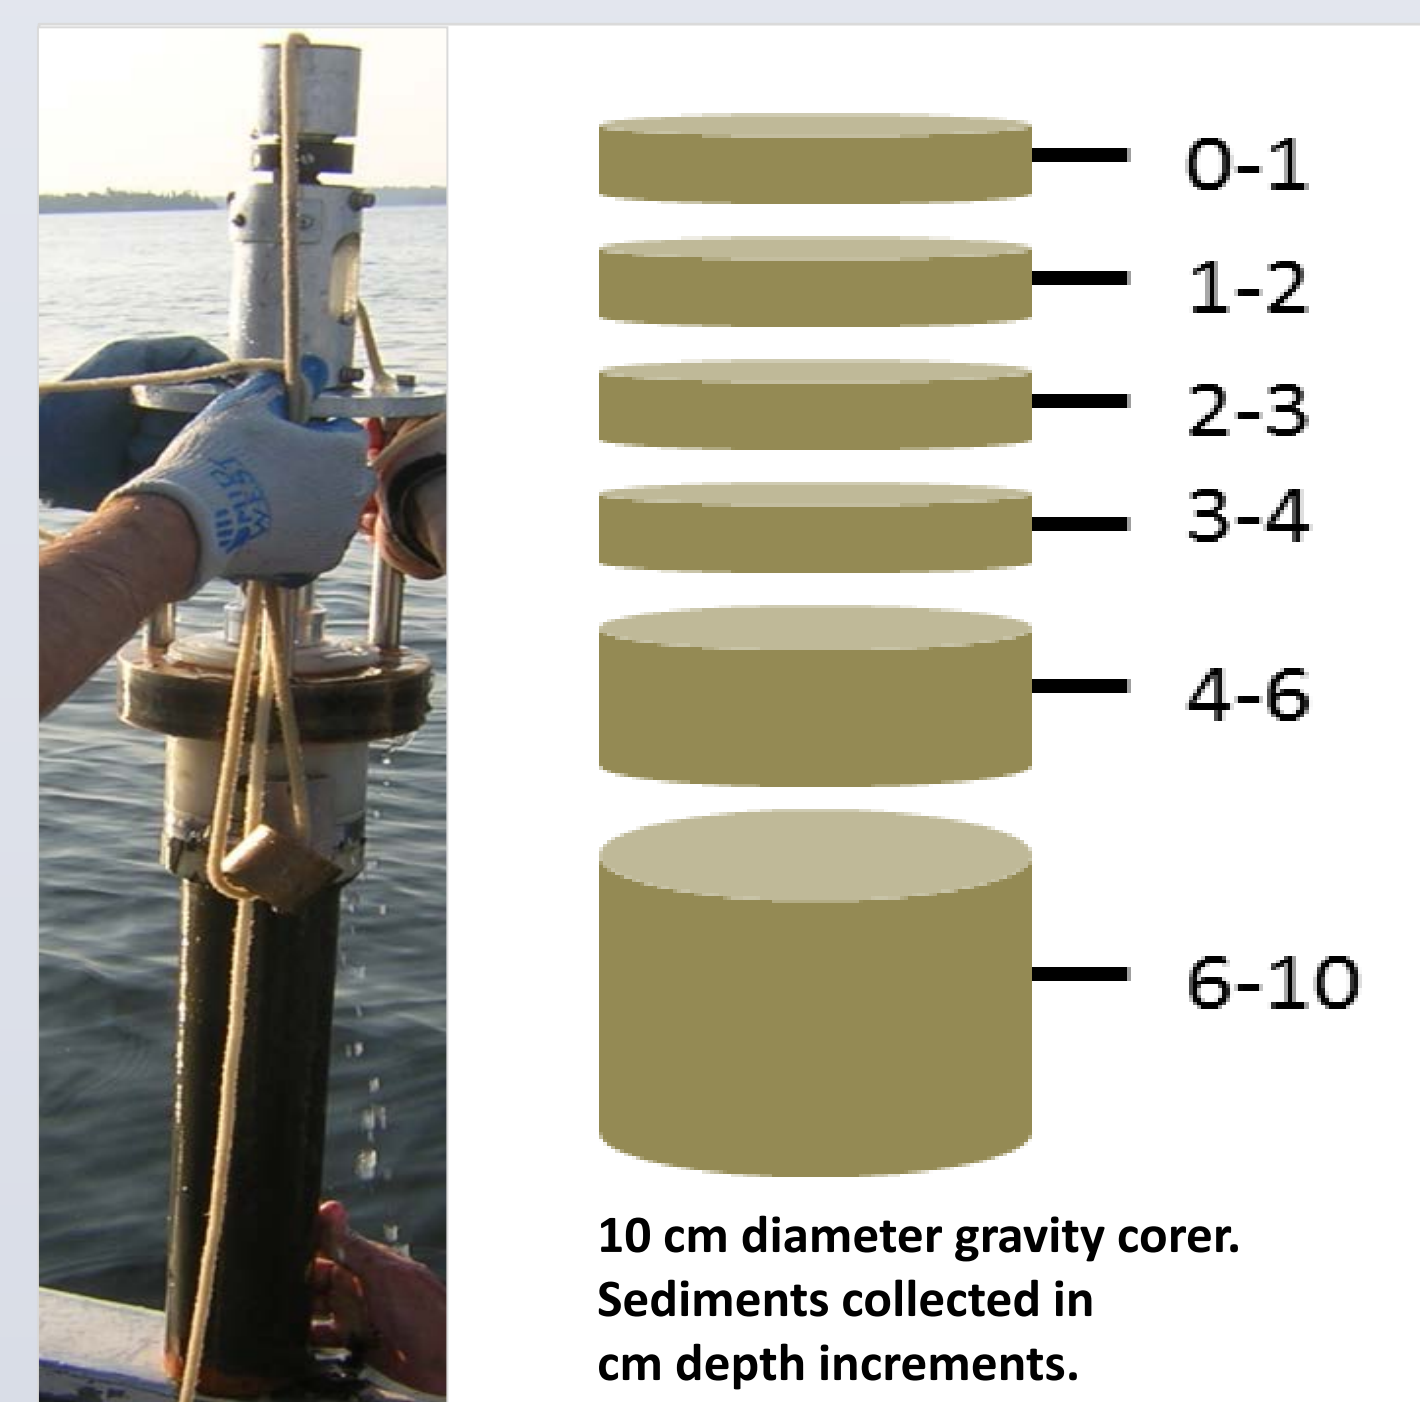 0-1
1-2
2-3
3-4
4-6
6-10
10 cm diameter gravity corer.
Sediments collected in
cm depth increments.